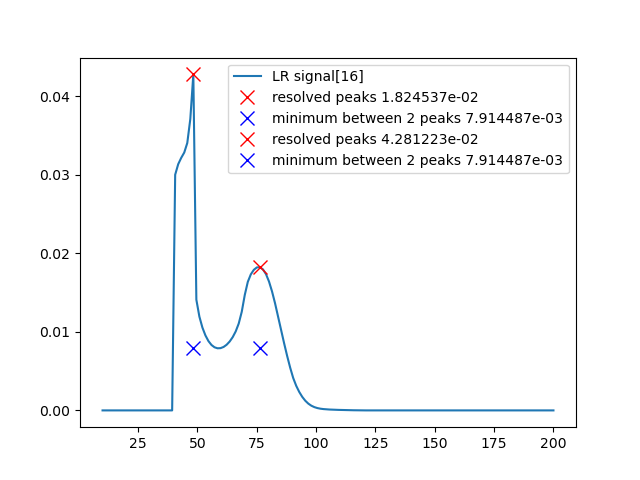 LR signal[16]
resolved peaks 1.824537e-02
minimum between 2 peaks 7.914487e-03
resolved peaks 4.281223e-02
minimum between 2 peaks 7.914487e-03
0.04
0.03
0.02
0.01
0.00
25 50 75 100 125 150 175 200